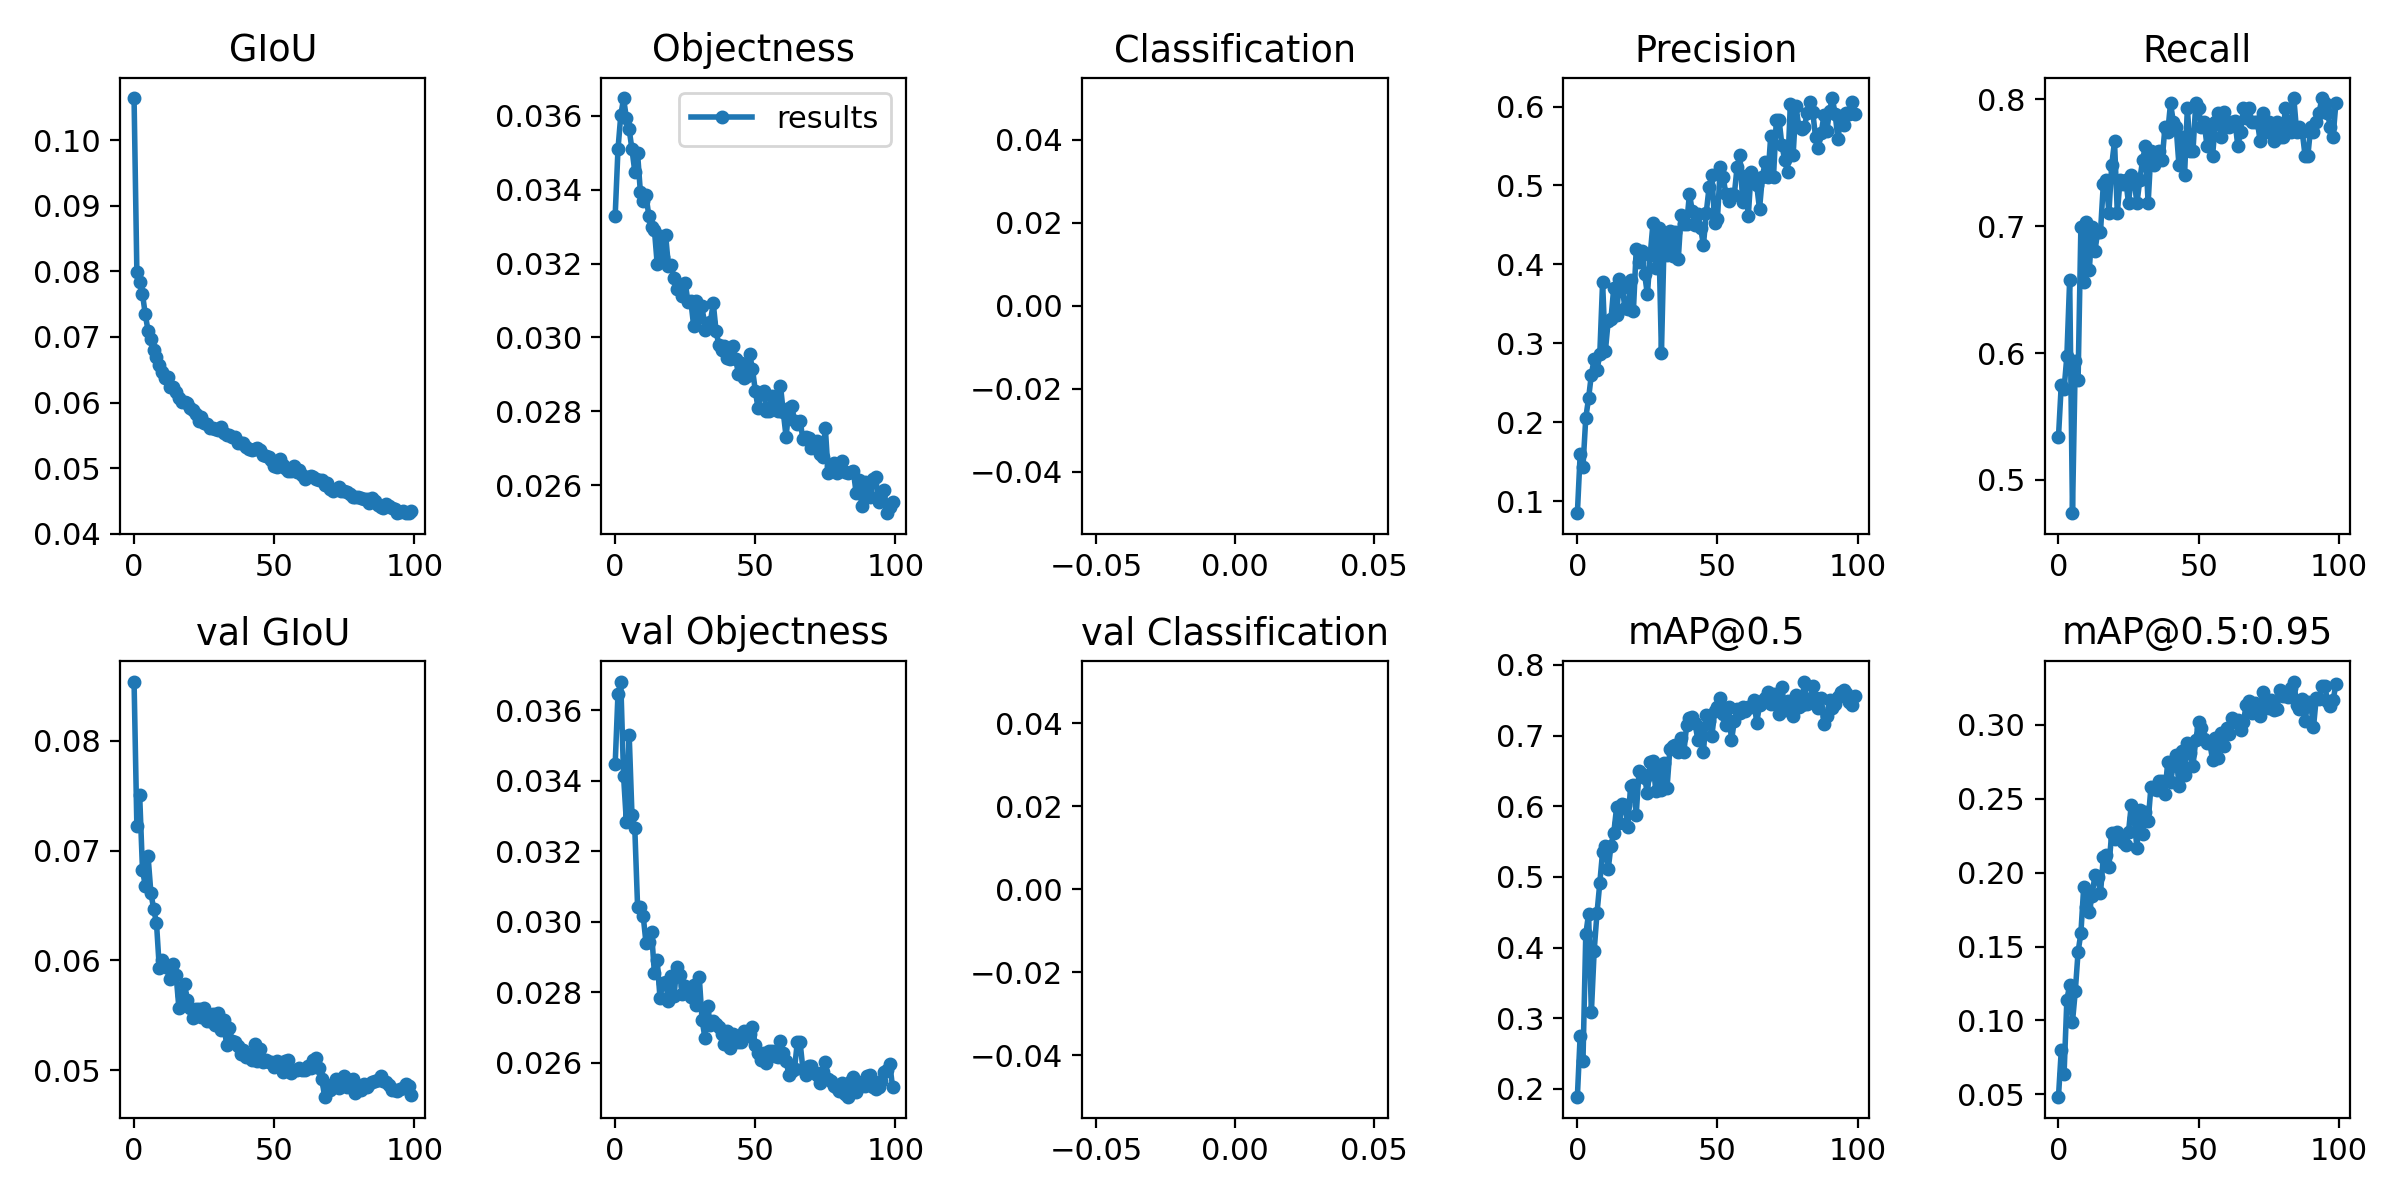 GIoU
0.10
0.09
0.08
0.07
0.06
0.05
0.04
0 50 100
Objectness
results
0.036
0.034
0.032
0.030
0.028
0.026
0 50 100
Classification
0.04
0.02
0.00
−0.02
−0.04
−0.05 0.00 0.05
Precision
0.6
0.5
0.4
0.3
0.2
0.1
0 50 100
Recall
0.8
0.7
0.6
0.5
0 50 100
val GIoU
0.08
0.07
0.06
0.05
0 50 100
val Objectness
0.036
0.034
0.032
0.030
0.028
0.026
0 50 100
val Classification
0.04
0.02
0.00
−0.02
−0.04
−0.05 0.00 0.05
mAP@0.5
0.8
0.7
0.6
0.5
0.4
0.3
0.2
0 50 100
mAP@0.5:0.95
0.30
0.25
0.20
0.15
0.10
0.05
0 50 100